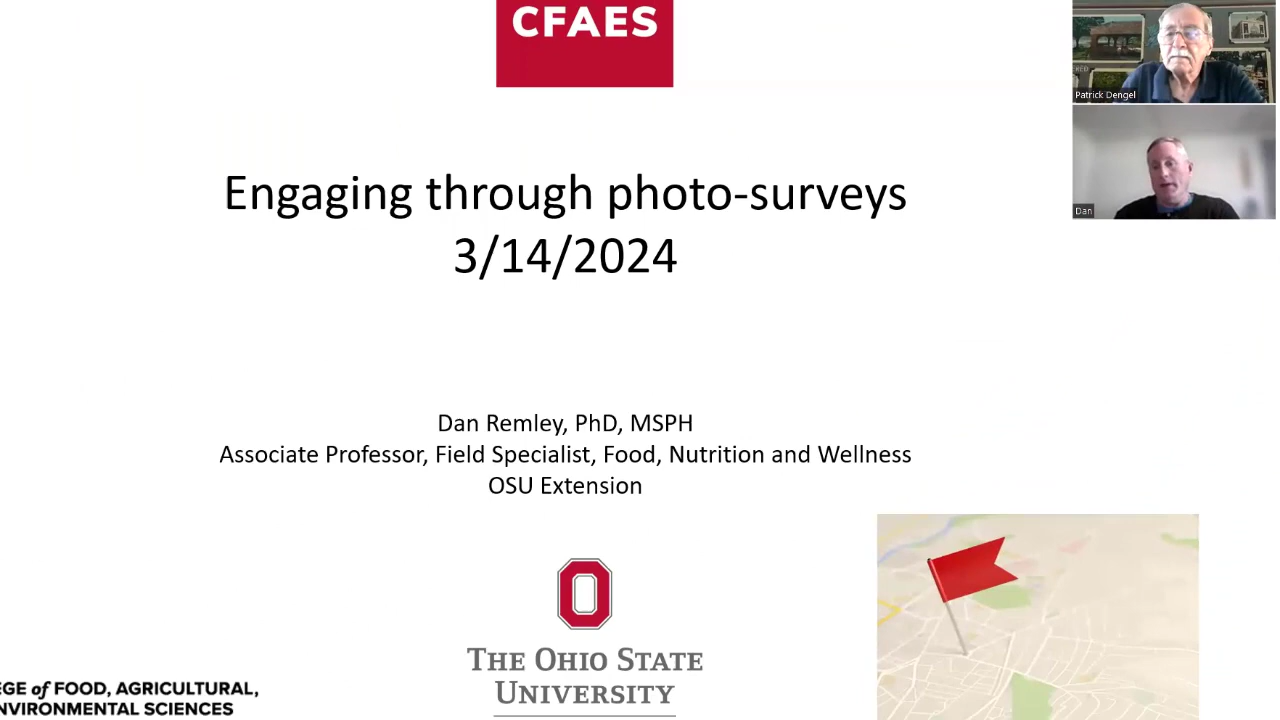 CFAES
Patrick Dengel
Dan
Engaging through photo-surveys
3/14/2024
Dan Remley, PhD, MSPH
Associate Professor, Field Specialist, Food, Nutrition and Wellness
OSU Extension
THE OHIO STATE
UNIVERSITY
EGE of FOOD, AGRICULTURAL,
NVIRONMENTAL SCIENCES